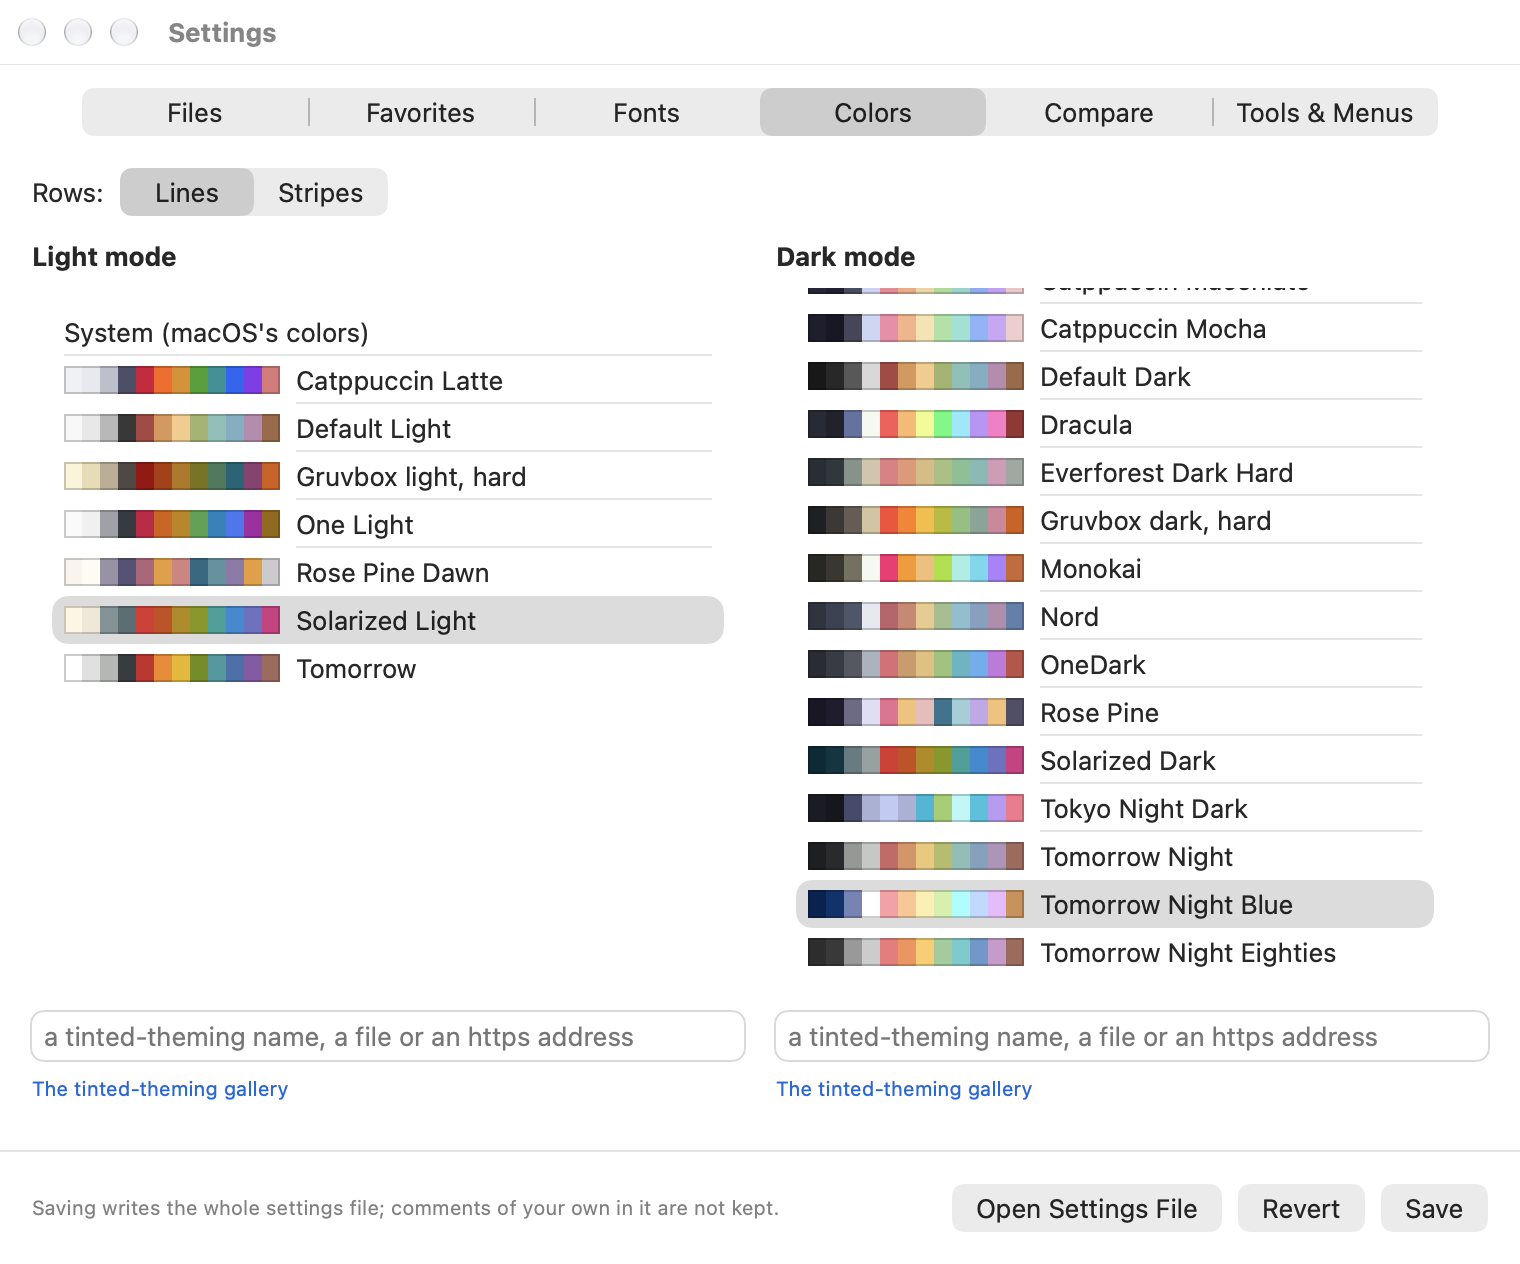 Settings
Files
Favorites
Fonts
Colors
Compare
Tools & Menus
Rows:
Lines
Stripes
Light mode
System (macOS's colors)
Catppuccin Latte
Default Light
Gruvbox light, hard
One Light
Rose Pine Dawn
Solarized Light
Tomorrow
a tinted-theming name, a file or an https address
The tinted-theming gallery
Dark mode
Catppuccin Macchiato
Catppuccin Mocha
Default Dark
Dracula
Everforest Dark Hard
Gruvbox dark, hard
Monokai
Nord
OneDark
Rose Pine
Solarized Dark
Tokyo Night Dark
Tomorrow Night
Tomorrow Night Blue
Tomorrow Night Eighties
a tinted-theming name, a file or an https address
The tinted-theming gallery
Saving writes the whole settings file; comments of your own in it are not kept.
Open Settings File
Revert
Save